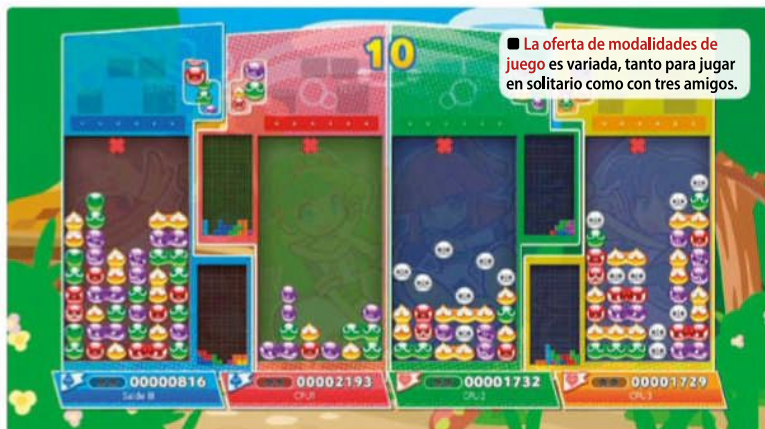 10
■ La oferta de modalidades de
juego es variada, tanto para jugar
en solitario como con tres amigos.
00000816
00002193
00001732
00001729
CPU1
CPU2
CPU3